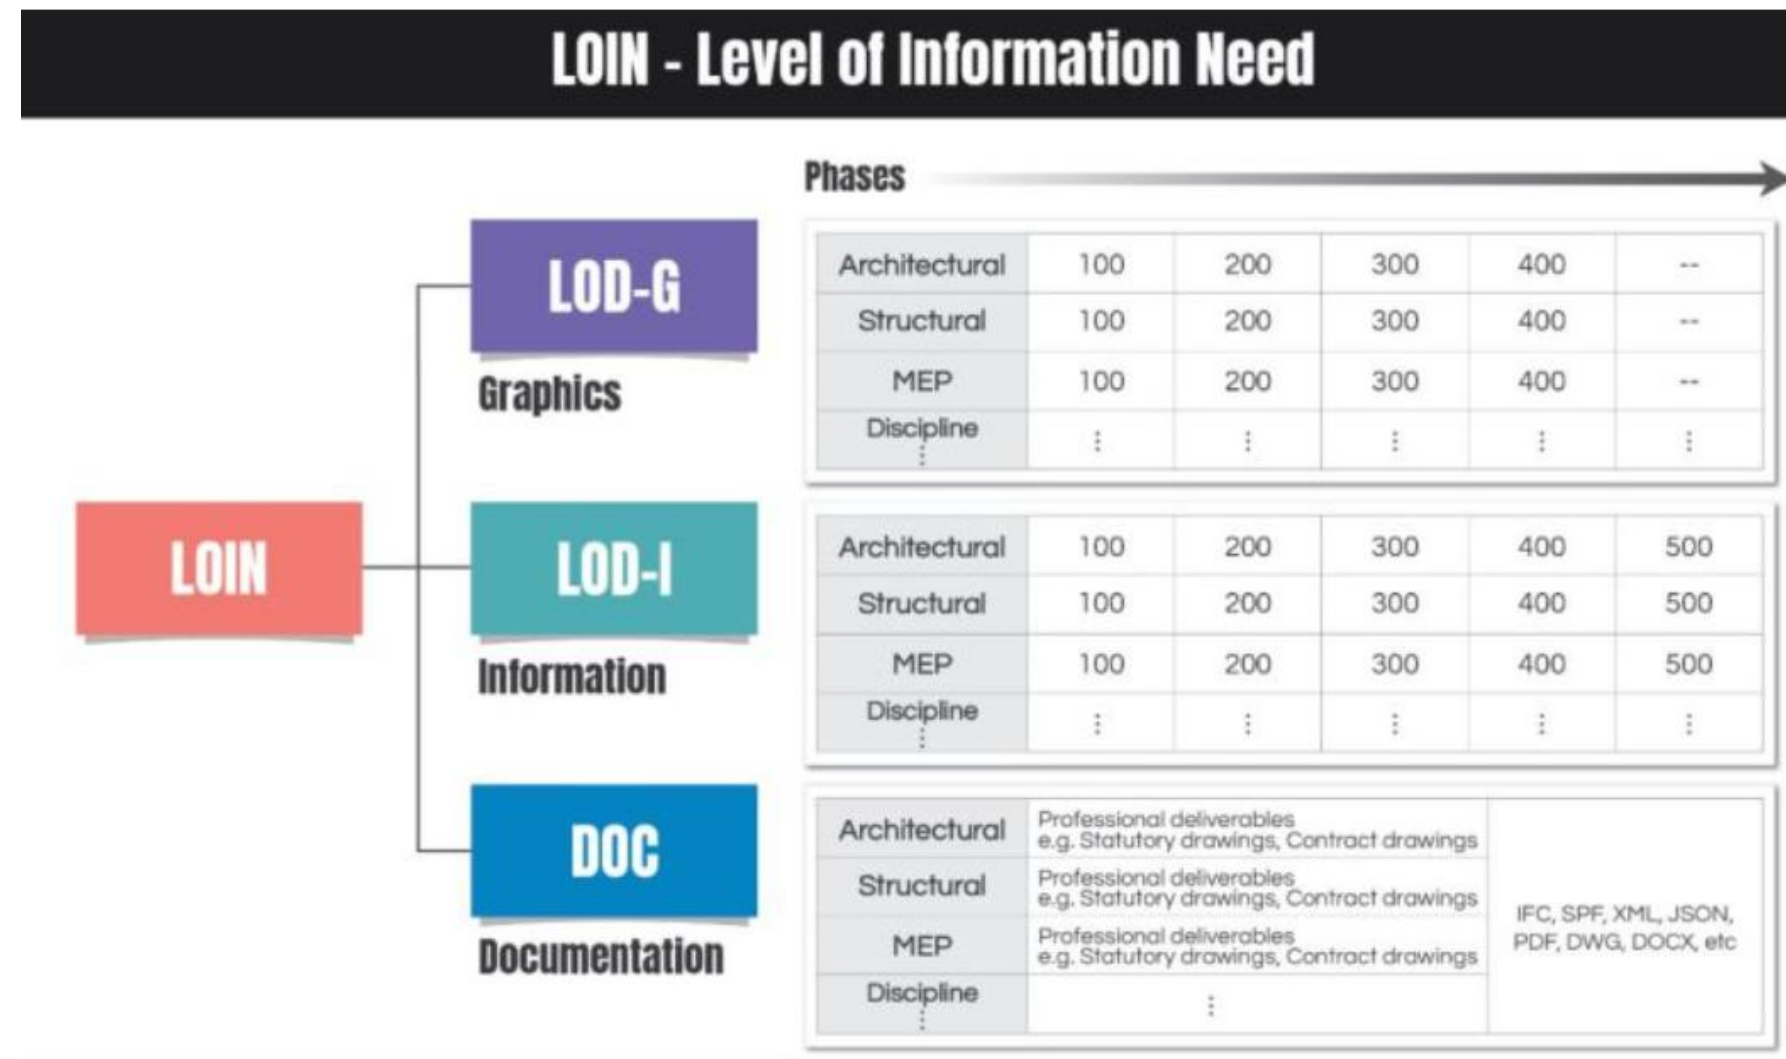 LOIN - Level of Information Need
Phases
LOIN
LOD-G
Graphics
Architectural 100 200 300 400 --
Structural 100 200 300 400 --
MEP 100 200 300 400 --
Discipline
LOD-I
Information
Architectural 100 200 300 400 500
Structural 100 200 300 400 500
MEP 100 200 300 400 500
Discipline
DOC
Documentation
Architectural
Professional deliverables
e.g. Statutory drawings, Contract drawings
Structural
Professional deliverables
e.g. Statutory drawings, Contract drawings
MEP
Professional deliverables
e.g. Statutory drawings, Contract drawings
Discipline
IFC, SPF, XML, JSON,
PDF, DWG, DOCX, etc